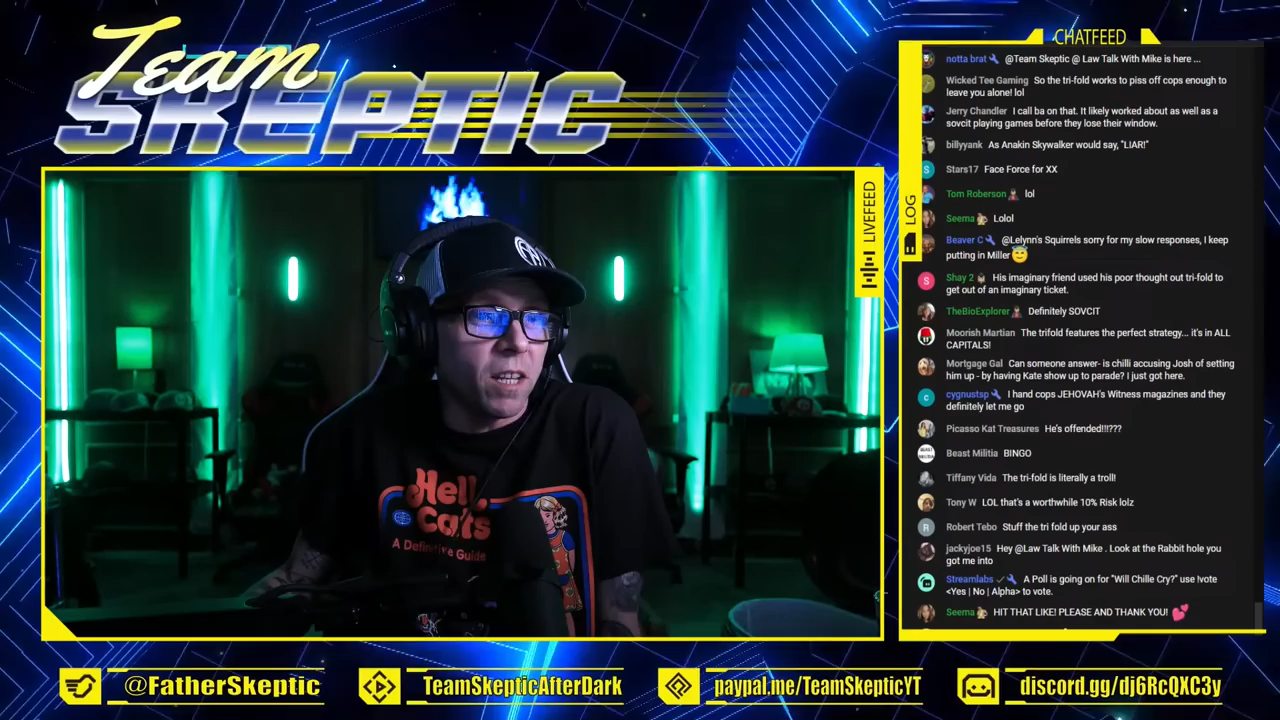 Team
SKEPTIC
CHATFEED
LIVEFEED
LOG
notta brat @Team Skeptic @ Law Talk With Mike is here ...
Wicked Tee Gaming So the tri-fold works to piss off cops enough to
leave you alone! lol
Jerry Chandler I call ba on that. It likely worked about as well as a
sovcit playing games before they lose their window.
billyyank As Anakin Skywalker would say, "LIAR!"
S
Stars17 Face Force for XX
Tom Roberson lol
Seema Lolol
Beaver C @Lelynn's Squirrels sorry for my slow responses, I keep
putting in Miller
S
Shay 2 His imaginary friend used his poor thought out tri-fold to
get out of an imaginary ticket.
TheBioExplorer Definitely SOVCIT
Moorish Martian The trifold features the perfect strategy... it's in ALL
CAPITALS!
Mortgage Gal Can someone answer- is chilli accusing Josh of setting
him up - by having Kate show up to parade? I just got here.
C
cygnustsp I hand cops JEHOVAH's Witness magazines and they
definitely let me go
Picasso Kat Treasures He's offended!!!???
Beast Militia BINGO
Tiffany Vida The tri-fold is literally a troll!
Tony W LOL that's a worthwhile 10% Risk lolz
R
Robert Tebo Stuff the tri fold up your ass
jackyjoe15 Hey @Law Talk With Mike . Look at the Rabbit hole you
got me into
Streamlabs A Poll is going on for "Will Chille Cry?" use !vote
<Yes | No | Alpha> to vote.
Seema HIT THAT LIKE! PLEASE AND THANK YOU!
Hell
Cats
A Definitive Guide
@FatherSkeptic
TeamSkepticAfterDark
paypal.me/TeamSkepticYT
discord.gg/dj6RcQXC3y